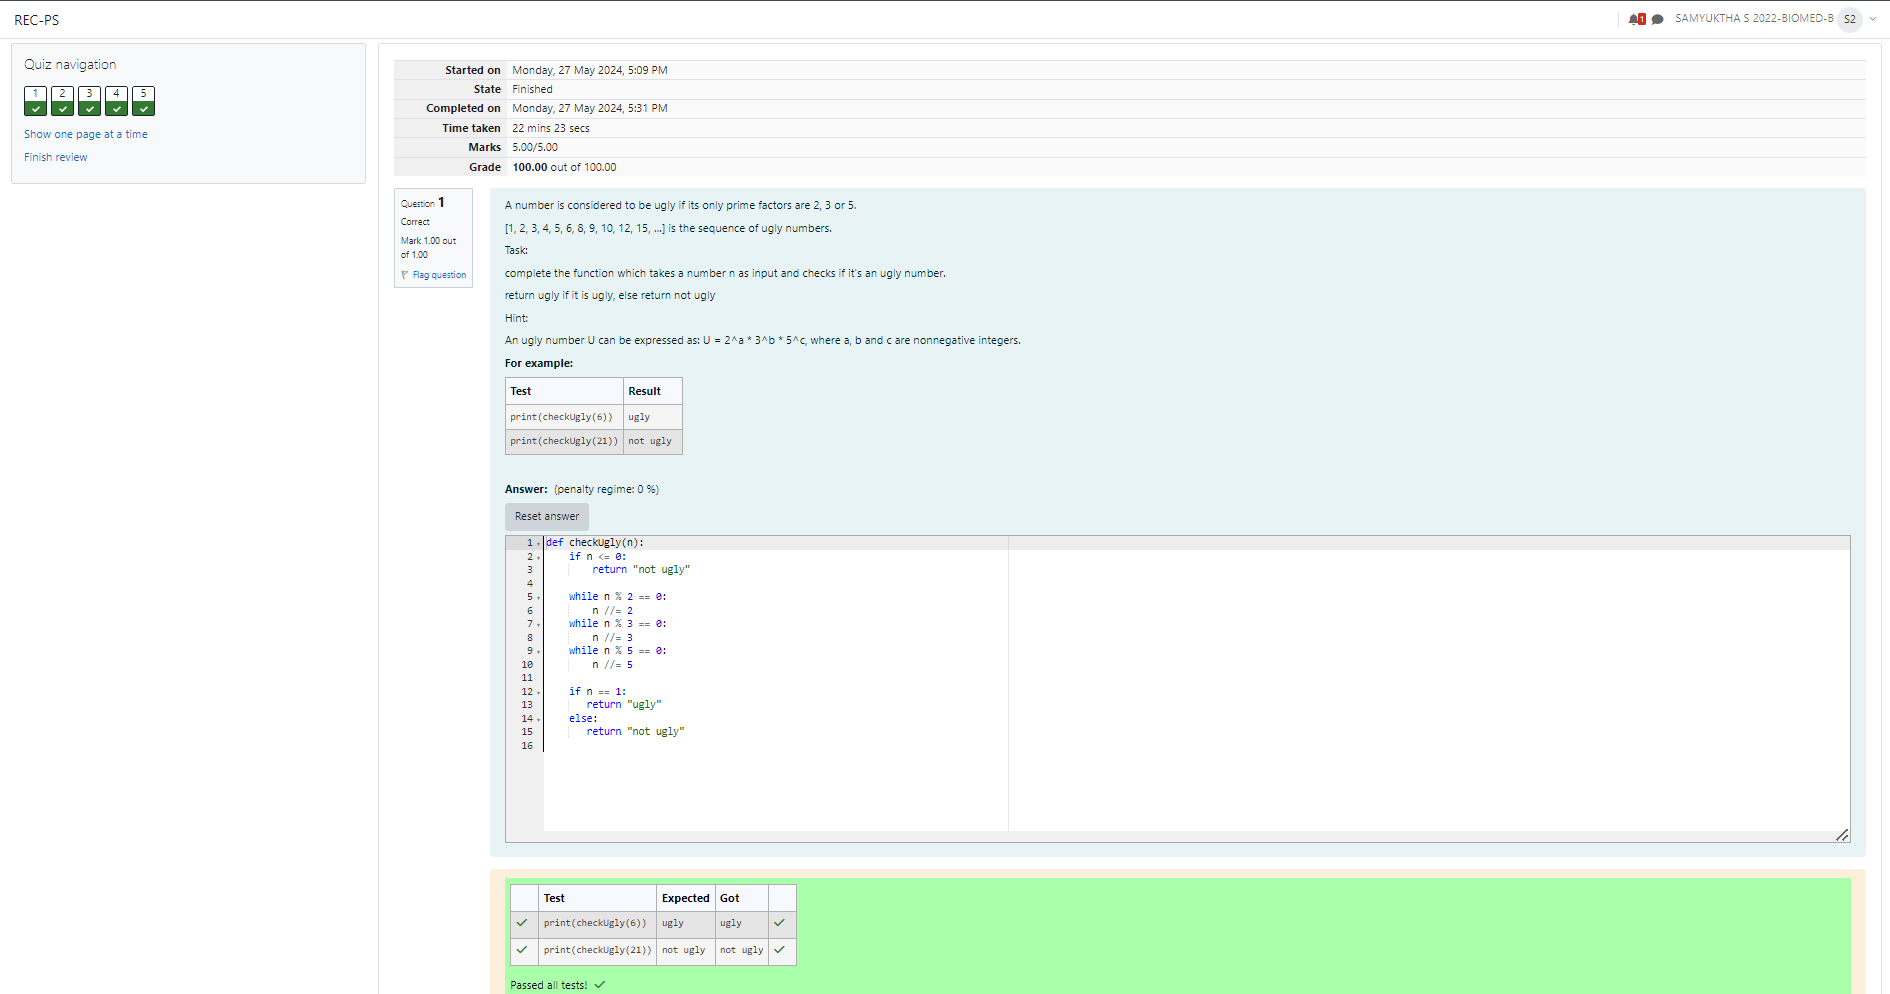 REC-PS
1
SAMYUKTHA S 2022-BIOMED-B S2
Quiz navigation
1 2 3 4 5
Show one page at a time
Finish review
Started on Monday, 27 May 2024, 5:09 PM
State Finished
Completed on Monday, 27 May 2024, 5:31 PM
Time taken 22 mins 23 secs
Marks 5.00/5.00
Grade 100.00 out of 100.00
Question 1
Correct
Mark 1.00 out
of 1.00
Flag question
A number is considered to be ugly if its only prime factors are 2, 3 or 5.
[1, 2, 3, 4, 5, 6, 8, 9, 10, 12, 15, ...] is the sequence of ugly numbers.
Task:
complete the function which takes a number n as input and checks if it's an ugly number.
return ugly if it is ugly, else return not ugly
Hint:
An ugly number U can be expressed as: U = 2^a * 3^b * 5^c, where a, b and c are nonnegative integers.
For example:
Test Result
print(checkUgly(6)) ugly
print(checkUgly(21)) not ugly
Answer: (penalty regime: 0 %)
Reset answer
1 def checkUgly(n):
2 if n <= 0:
3 return "not ugly"
4
5 while n % 2 == 0:
6 n //= 2
7 while n % 3 == 0:
8 n //= 3
9 while n % 5 == 0:
10 n //= 5
11
12 if n == 1:
13 return "ugly"
14 else:
15 return "not ugly"
16
Test Expected Got
print(checkUgly(6)) ugly ugly
print(checkUgly(21)) not ugly not ugly
Passed all tests!